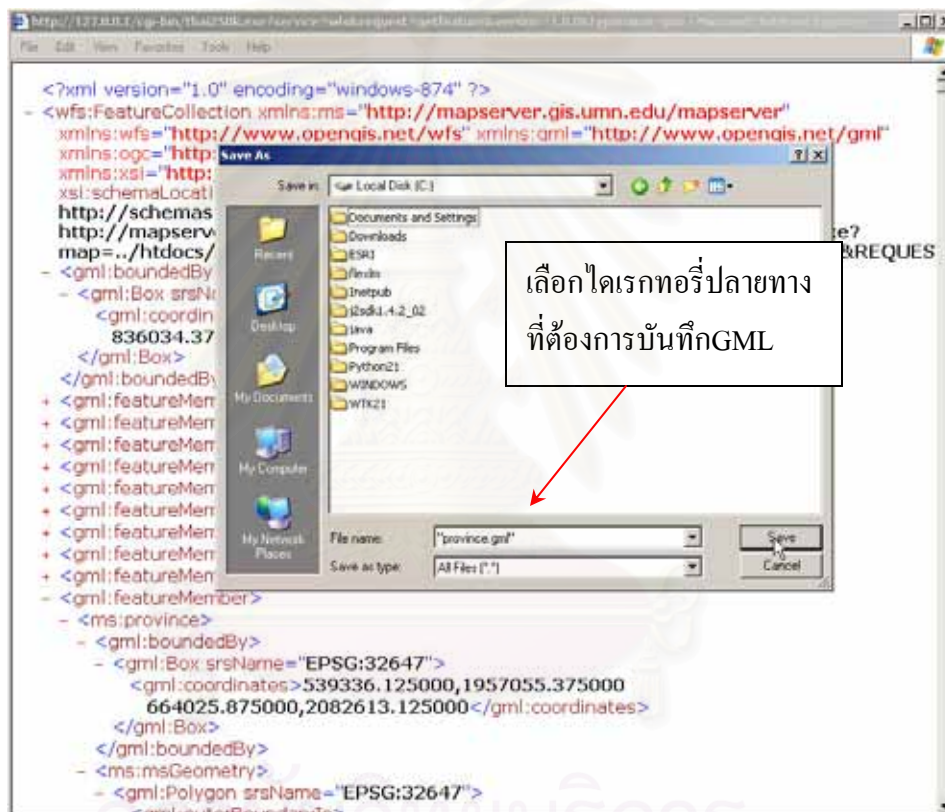 File Edit View Favorites Tools Help
<?xml version="1.0" encoding="windows-874" ?>
- <wfs:FeatureCollection xmlns:ms="http://mapserver.gis.umn.edu/mapserver"
xmlns:wfs="http://www.opengis.net/wfs" xmlns:gml="http://www.opengis.net/gml"
xmlns:ogc="http:
xmlns:xsi="http:
xsi:schemaLocati
http://schemas
http://mapserv e?
map=../htdocs/ &REQUES
- <gml:boundedBy
- <gml:Box srsN
<gml:coordin
836034.37
</gml:Box>
</gml:boundedBy
+ <gml:featureMem
+ <gml:featureMem
+ <gml:featureMem
+ <gml:featureMem
+ <gml:featureMem
+ <gml:featureMem
+ <gml:featureMem
+ <gml:featureMem
+ <gml:featureMem
- <gml:featureMember>
- <ms:province>
- <gml:boundedBy>
- <gml:Box srsName="EPSG:32647">
<gml:coordinates>539336.125000,1957055.375000
664025.875000,2082613.125000</gml:coordinates>
</gml:Box>
</gml:boundedBy>
- <ms:msGeometry>
- <gml:Polygon srsName="EPSG:32647">
Save As
Save in: Local Disk (C:)
Recent
Desktop
My Documents
My Computer
My Network
Places
Documents and Settings
Downloads
ESRI
Inetpub
j2sdk1.4.2_02
Java
Program Files
Python21
WINDOWS
WTK21
File name: "province.gml" Save
Save as type: All Files (*.*) Cancel
เลือกไดเรกทอรี่ปลายทาง
ที่ต้องการบันทึกGML